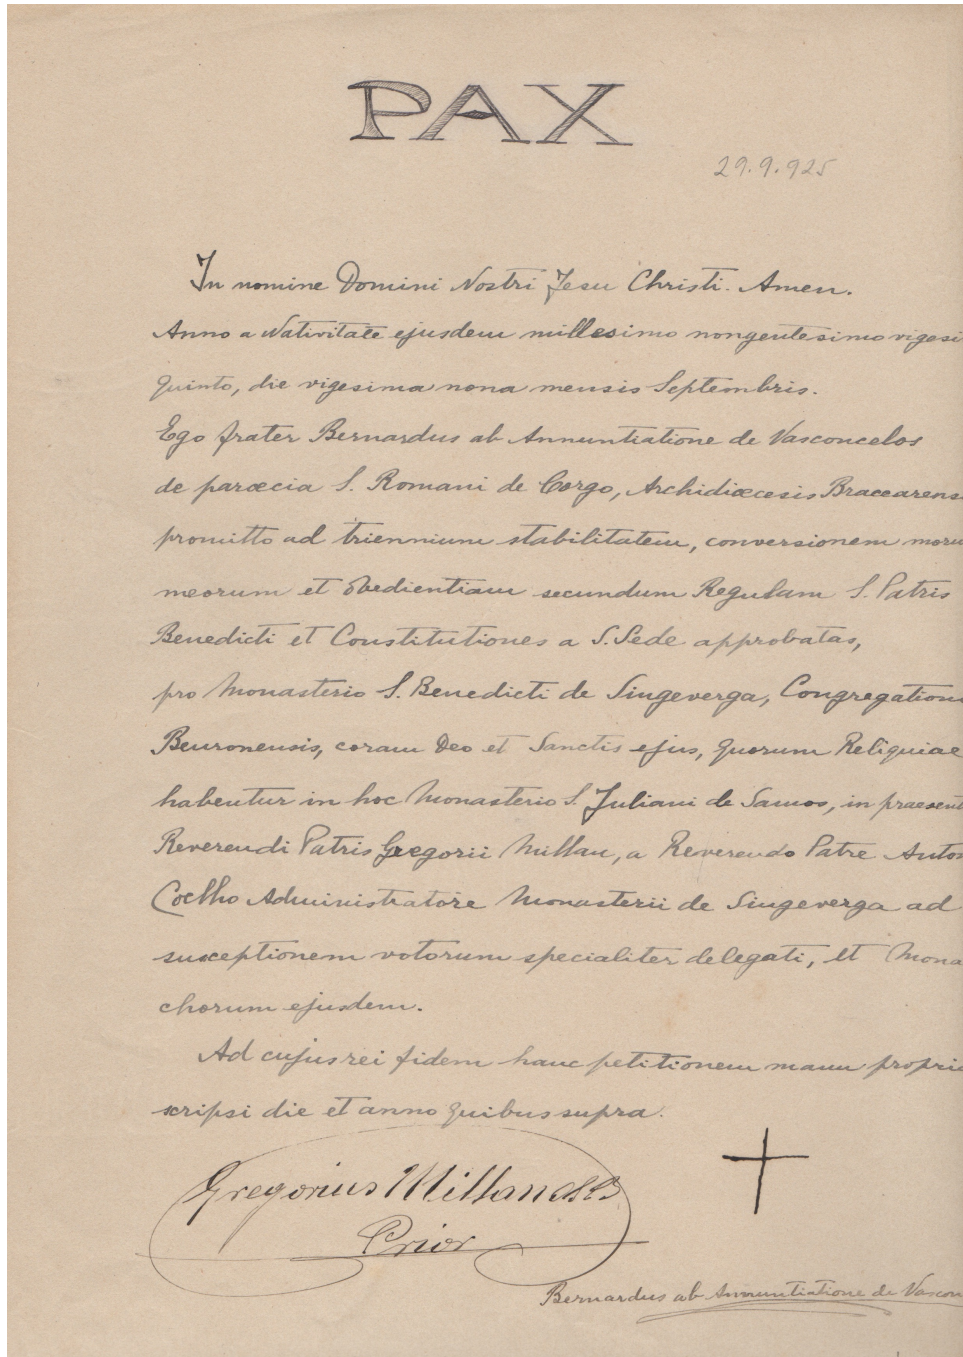 PAX
29.9.925
In nomine Domini Nostri Jesu Christi. Amen.
Anno a Nativitate ejusdem millesimo nongentesimo vigesi
quinto, die vigesima nona mensis Septembris.
Ego frater Bernardus ab Annuntiatione de Vasconcelos
de paroecia S. Romani de Corgo, Archidioecesis Bracarens
promitto ad triennium stabilitatem, conversionem moru
meorum et obedientiam secundum Regulam S. Patris
Benedicti et Constitutiones a S. Sede approbatas,
pro Monasterio S. Benedicti de Singeverga, Congregation
Beuronensis, coram Deo et Sanctis ejus, quorum Reliquiae
habentur in hoc Monasterio S. Juliani de Samos, in praesent
Reverendi Patris Gregorii Millan, a Reverendo Patre Anton
Coelho Administratore Monasterii de Singeverga ad
susceptionem votorum specialiter delegati, et Mona
chorum ejusdem.
Ad cujus rei fidem hanc petitionem manu propria
scripsi die et anno quibus supra.
Gregorius Millan OSB
Prior
Bernardus ab Annuntiatione de Vascon